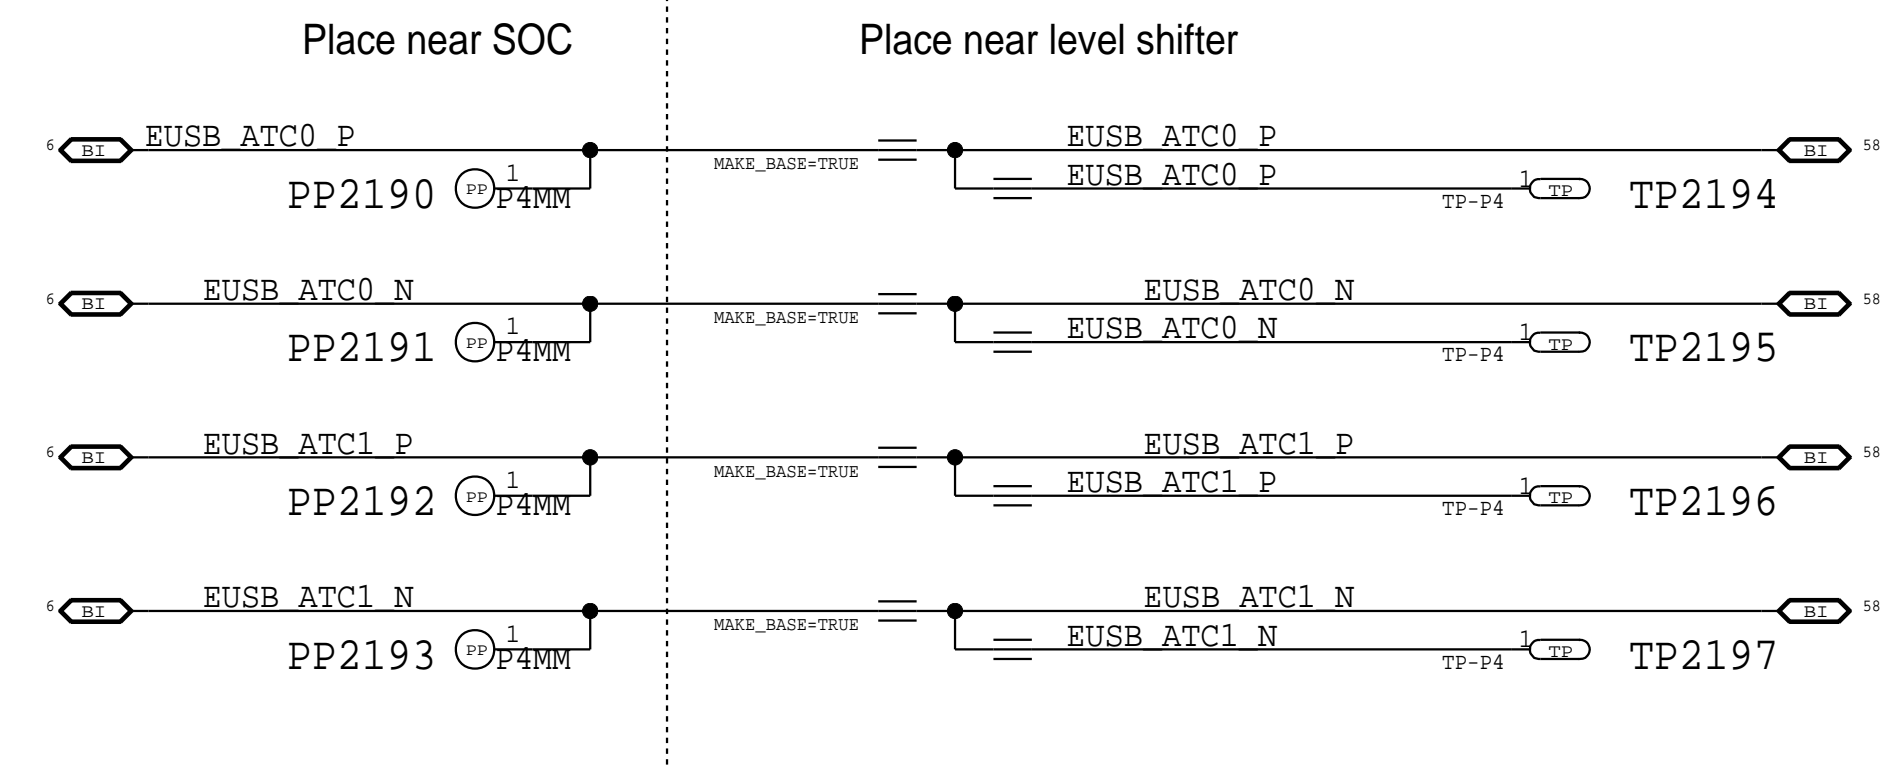 Place near SOC Place near level shifter
6 BI EUSB_ATC0_P MAKE_BASE=TRUE EUSB_ATC0_P BI 58
PP2190 PP 1 P4MM EUSB_ATC0_P TP-P4 1 TP TP2194
6 BI EUSB_ATC0_N MAKE_BASE=TRUE EUSB_ATC0_N BI 58
PP2191 PP 1 P4MM EUSB_ATC0_N TP-P4 1 TP TP2195
6 BI EUSB_ATC1_P MAKE_BASE=TRUE EUSB_ATC1_P BI 58
PP2192 PP 1 P4MM EUSB_ATC1_P TP-P4 1 TP TP2196
6 BI EUSB_ATC1_N MAKE_BASE=TRUE EUSB_ATC1_N BI 58
PP2193 PP 1 P4MM EUSB_ATC1_N TP-P4 1 TP TP2197